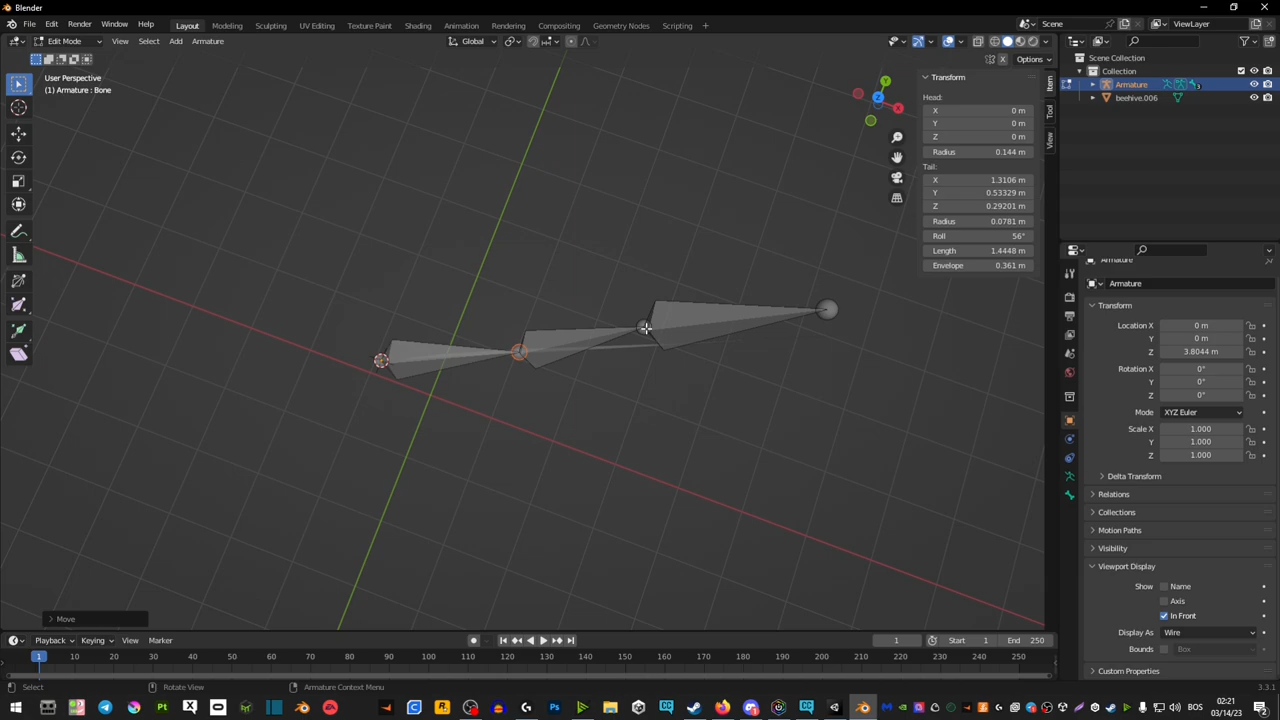 Blender
File Edit Render Window Help Layout Modeling Sculpting UV Editing Texture Paint Shading Animation Rendering Compositing Geometry Nodes Scripting + Scene ViewLayer
Edit Mode View Select Add Armature Global
Options
User Perspective
(1) Armature : Bone
Transform
Head:
X 0 m
Y 0 m
Z 0 m
Radius 0.144 m
Tail:
X 1.3106 m
Y 0.53329 m
Z 0.29201 m
Radius 0.0781 m
Roll 56°
Length 1.4448 m
Envelope 0.361 m
Item
Tool
View
X
Y
Z
Scene Collection
Collection
Armature 3
beehive.006
Armature
Armature
Transform
Location X 0 m
Y 0 m
Z 3.8044 m
Rotation X 0°
Y 0°
Z 0°
Mode XYZ Euler
Scale X 1.000
Y 1.000
Z 1.000
Delta Transform
Relations
Collections
Motion Paths
Visibility
Viewport Display
Show Name
Axis
In Front
Display As Wire
Bounds Box
Custom Properties
Move
Playback Keying View Marker 1 Start 1 End 250
1 10 20 30 40 50 60 70 80 90 100 110 120 130 140 150 160 170 180 190 200 210 220 230 240 250
Select Rotate View Armature Context Menu 3.3.1
BOS 02:21
03/14/23